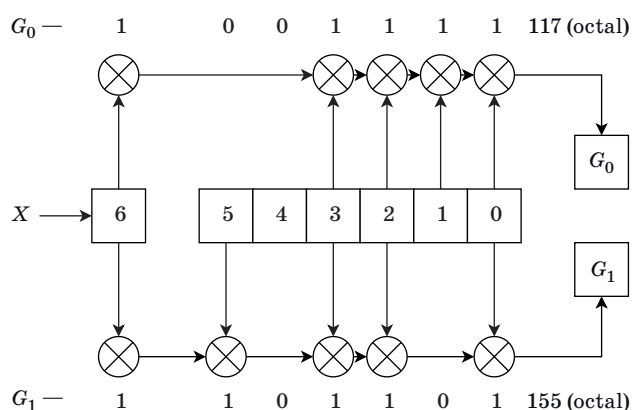 G₀ — 1 0 0 1 1 1 1 117 (octal)
G₀
X 6 5 4 3 2 1 0
G₁
G₁ — 1 1 0 1 1 0 1 155 (octal)